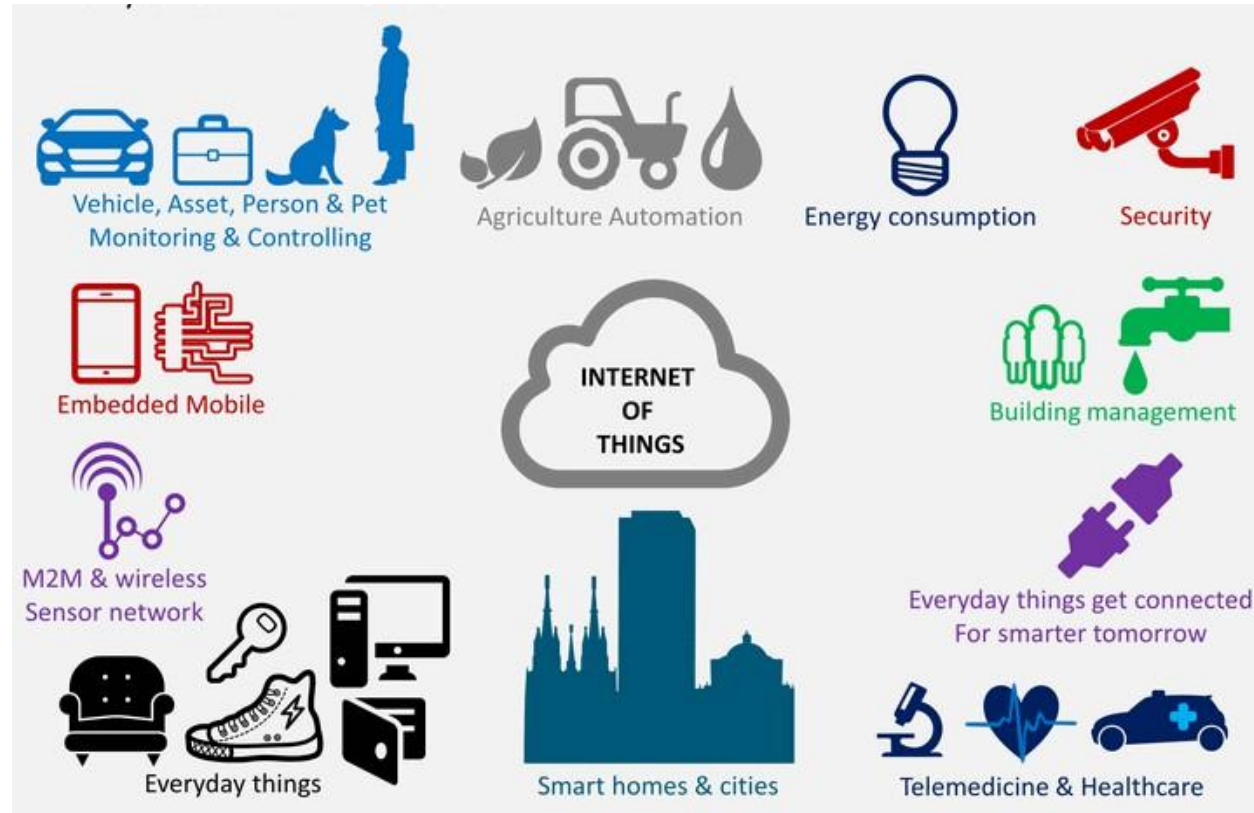 Vehicle, Asset, Person & Pet
Monitoring & Controlling
Agriculture Automation
Energy consumption
Security
Embedded Mobile
INTERNET
OF
THINGS
Building management
M2M & wireless
Sensor network
Everyday things get connected
For smarter tomorrow
Everyday things
Smart homes & cities
Telemedicine & Healthcare